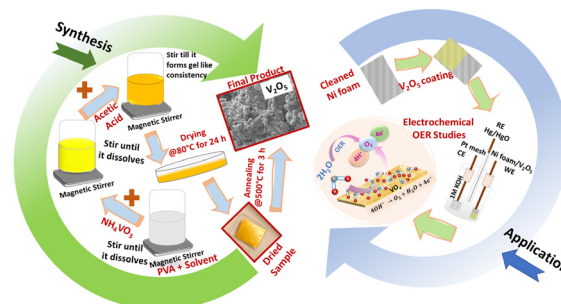 Synthesis
Stir till it
forms gel like
consistency
Acetic
Acid
Magnetic Stirrer
Final Product
V₂O₅
Stir until
it dissolves
Magnetic Stirrer
Drying
@80°C for 24 h
Annealing
@500°C for 3 h
NH₄VO₃
Stir until
it dissolves
Magnetic Stirrer
PVA + Solvent
Dried
Sample
Cleaned
Ni foam
V₂O₅ coating
Electrochemical
OER Studies
RE
Hg/HgO
Pt mesh
CE
Ni foam/V₂O₅
WE
1M KOH
2H₂O
OER
O₂
4e⁻
4H⁺
4OH⁻ → O₂ + H₂O + 4e⁻
Application